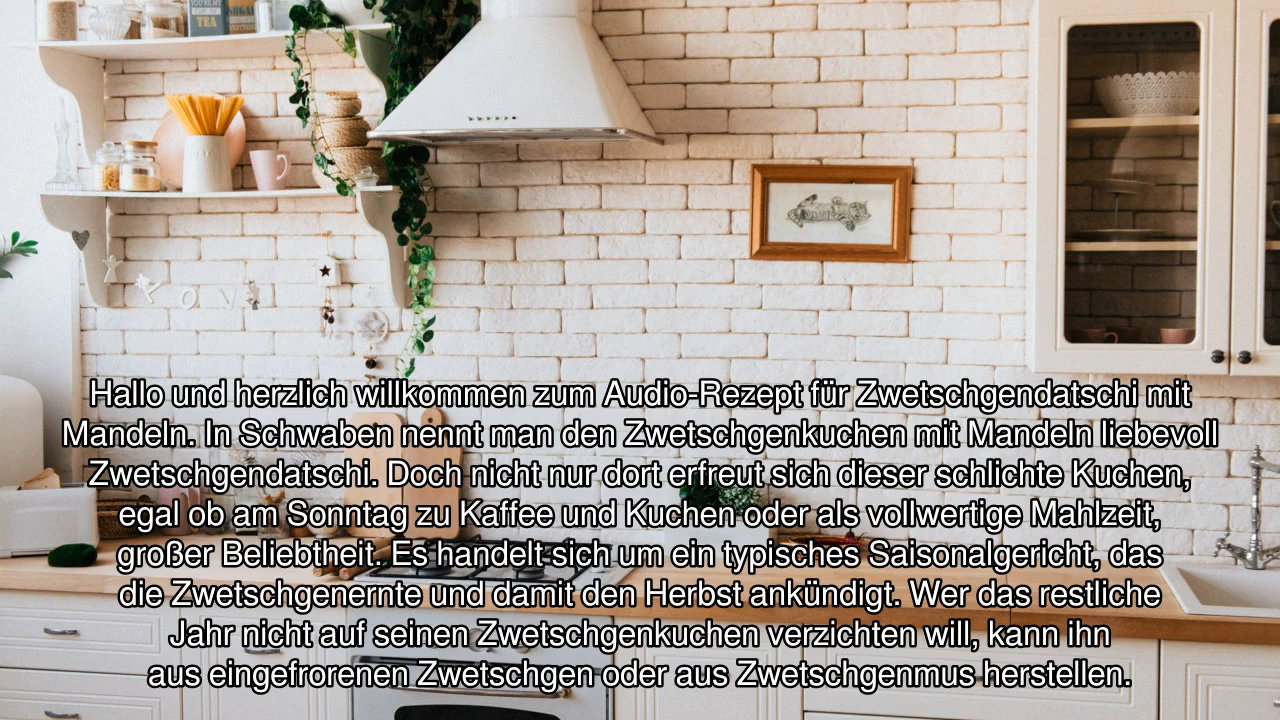 YOU'RE MY
TEA
Hallo und herzlich willkommen zum Audio-Rezept für Zwetschgendatschi mit
Mandeln. In Schwaben nennt man den Zwetschgenkuchen mit Mandeln liebevoll
Zwetschgendatschi. Doch nicht nur dort erfreut sich dieser schlichte Kuchen,
egal ob am Sonntag zu Kaffee und Kuchen oder als vollwertige Mahlzeit,
großer Beliebtheit. Es handelt sich um ein typisches Saisonalgericht, das
die Zwetschgenernte und damit den Herbst ankündigt. Wer das restliche
Jahr nicht auf seinen Zwetschgenkuchen verzichten will, kann ihn
aus eingefrorenen Zwetschgen oder aus Zwetschgenmus herstellen.